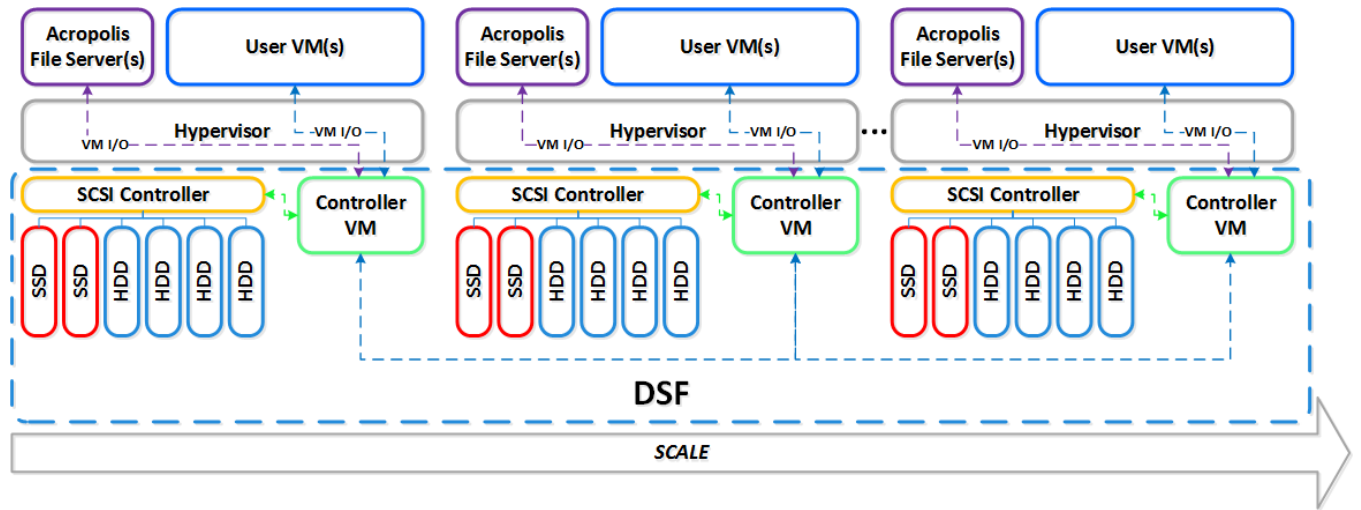 Acropolis
File Server(s)
User VM(s)
Acropolis
File Server(s)
User VM(s)
Acropolis
File Server(s)
User VM(s)
Hypervisor
VM I/O
VM I/O
Hypervisor
VM I/O
VM I/O
...
Hypervisor
VM I/O
VM I/O
SCSI Controller
Controller
VM
SCSI Controller
Controller
VM
SCSI Controller
Controller
VM
SSD
SSD
HDD
HDD
HDD
HDD
SSD
SSD
HDD
HDD
HDD
HDD
SSD
SSD
HDD
HDD
HDD
HDD
DSF
SCALE